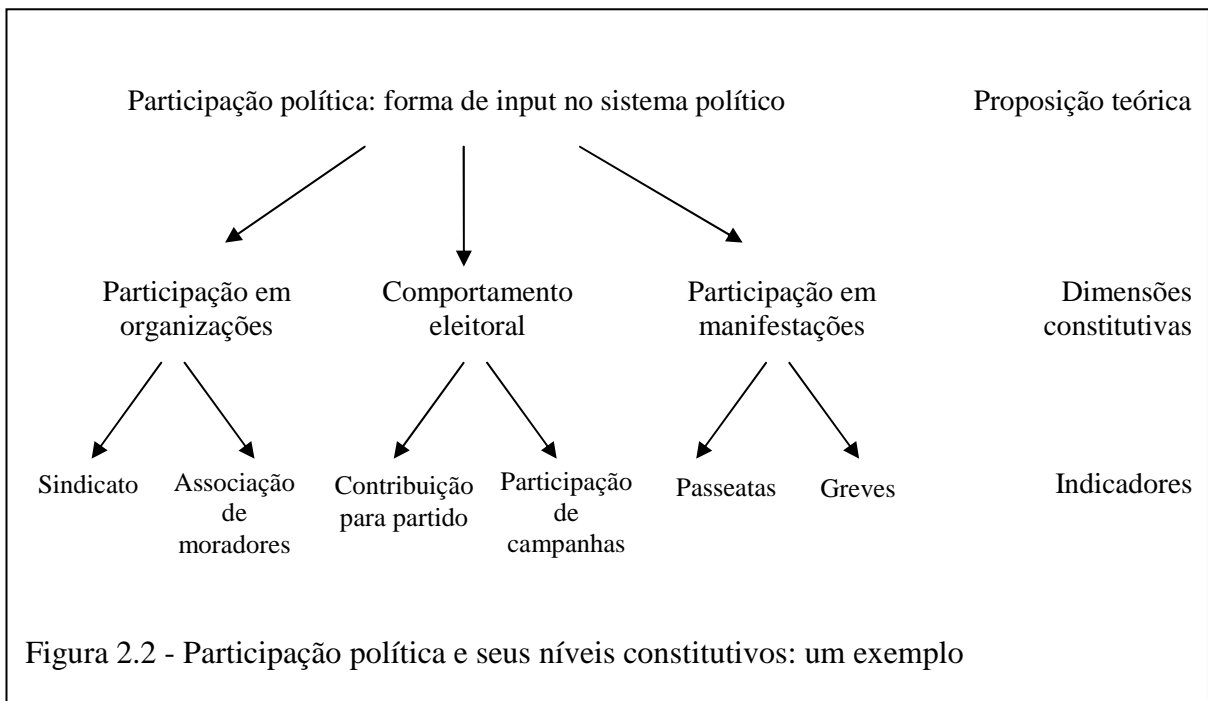 Participação política: forma de input no sistema político
Proposição teórica
Participação em
organizações
Comportamento
eleitoral
Participação em
manifestações
Dimensões
constitutivas
Sindicato
Associação
de
moradores
Contribuição
para partido
Participação
de
campanhas
Passeatas
Greves
Indicadores
Figura 2.2 - Participação política e seus níveis constitutivos: um exemplo